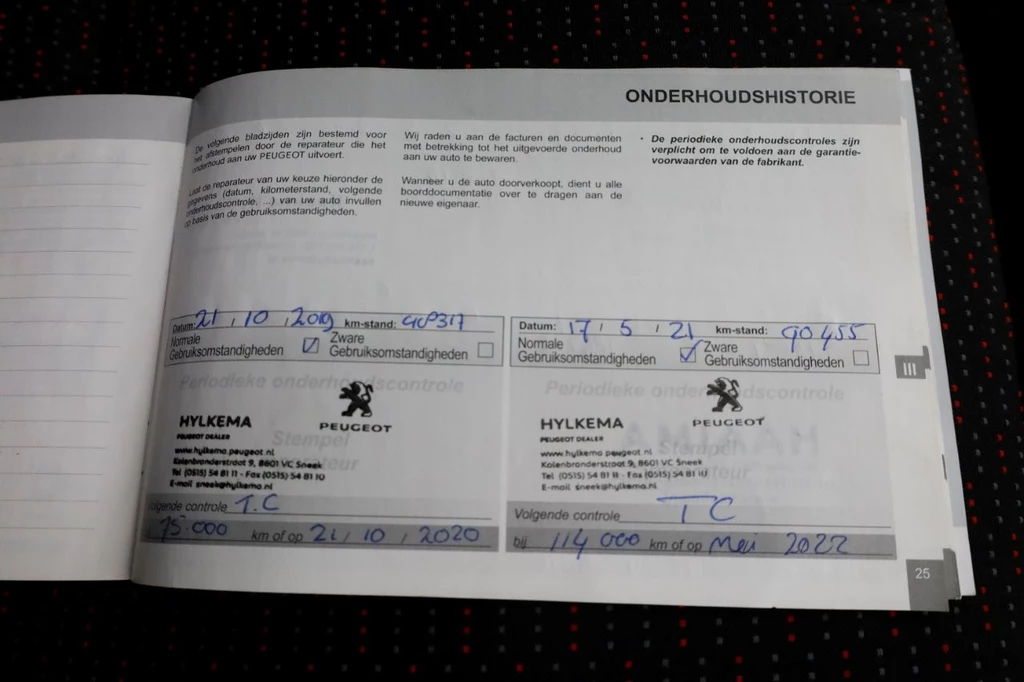 ONDERHOUDSHISTORIE
De volgende bladzijden zijn bestemd voor
het afstempelen door de reparateur die het
onderhoud aan uw PEUGEOT uitvoert.
Laat de reparateur van uw keuze hieronder de
gegevens (datum, kilometerstand, volgende
onderhoudscontrole, ...) van uw auto invullen
op basis van de gebruiksomstandigheden.
Wij raden u aan de facturen en documenten
met betrekking tot het uitgevoerde onderhoud
aan uw auto te bewaren.
Wanneer u de auto doorverkoopt, dient u alle
boorddocumentatie over te dragen aan de
nieuwe eigenaar.
• De periodieke onderhoudscontroles zijn
verplicht om te voldoen aan de garantie-
voorwaarden van de fabrikant.
Datum: 21 / 10 / 2019 km-stand:
Normale
Gebruiksomstandigheden
Zware
Gebruiksomstandigheden
Periodieke onderhoudscontrole
HYLKEMA
PEUGEOT DEALER
PEUGEOT
Stempel
www.hylkema.peugeot.nl
Kolenbranderstraat 9, 8601 VC Sneek
Tel (0515) 54 81 11 - Fax (0515) 54 81 10
E-mail sneek@hylkema.nl
Volgende controle T.C
75.000 km of op 21 / 10 / 2020
Datum: 17 / 5 / 21 km-stand: 90455
Normale
Gebruiksomstandigheden
Zware
Gebruiksomstandigheden
Periodieke onderhoudscontrole
HYLKEMA
PEUGEOT DEALER
PEUGEOT
Stempel
www.hylkema.peugeot.nl
Kolenbranderstraat 9, 8601 VC Sneek
Tel (0515) 54 81 11 - Fax (0515) 54 81 10
E-mail sneek@hylkema.nl
Volgende controle TC
bij 114 000 km of op Mei 2022
III
25